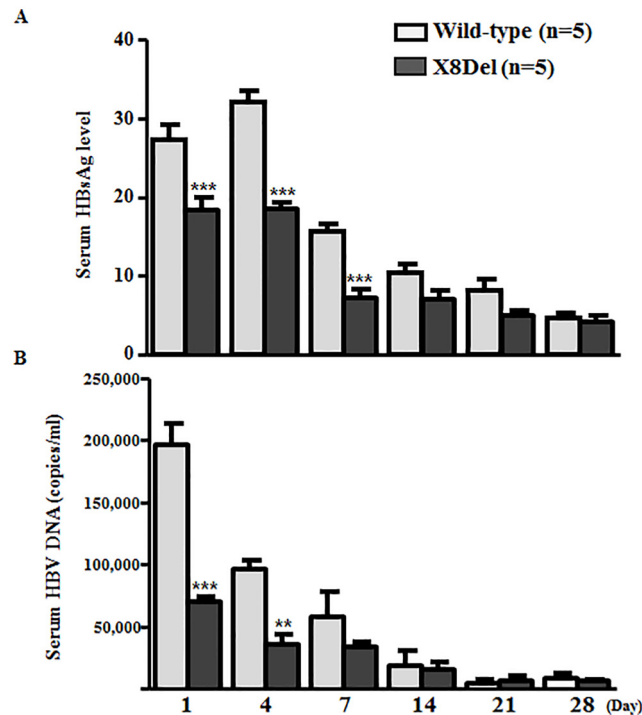 A
Wild-type (n=5)
X8Del (n=5)
Serum HBsAg level
40
30
20
10
0
***
***
***
B
Serum HBV DNA (copies/ml)
250,000
200,000
150,000
100,000
50,000
***
**
1 4 7 14 21 28 (Day)